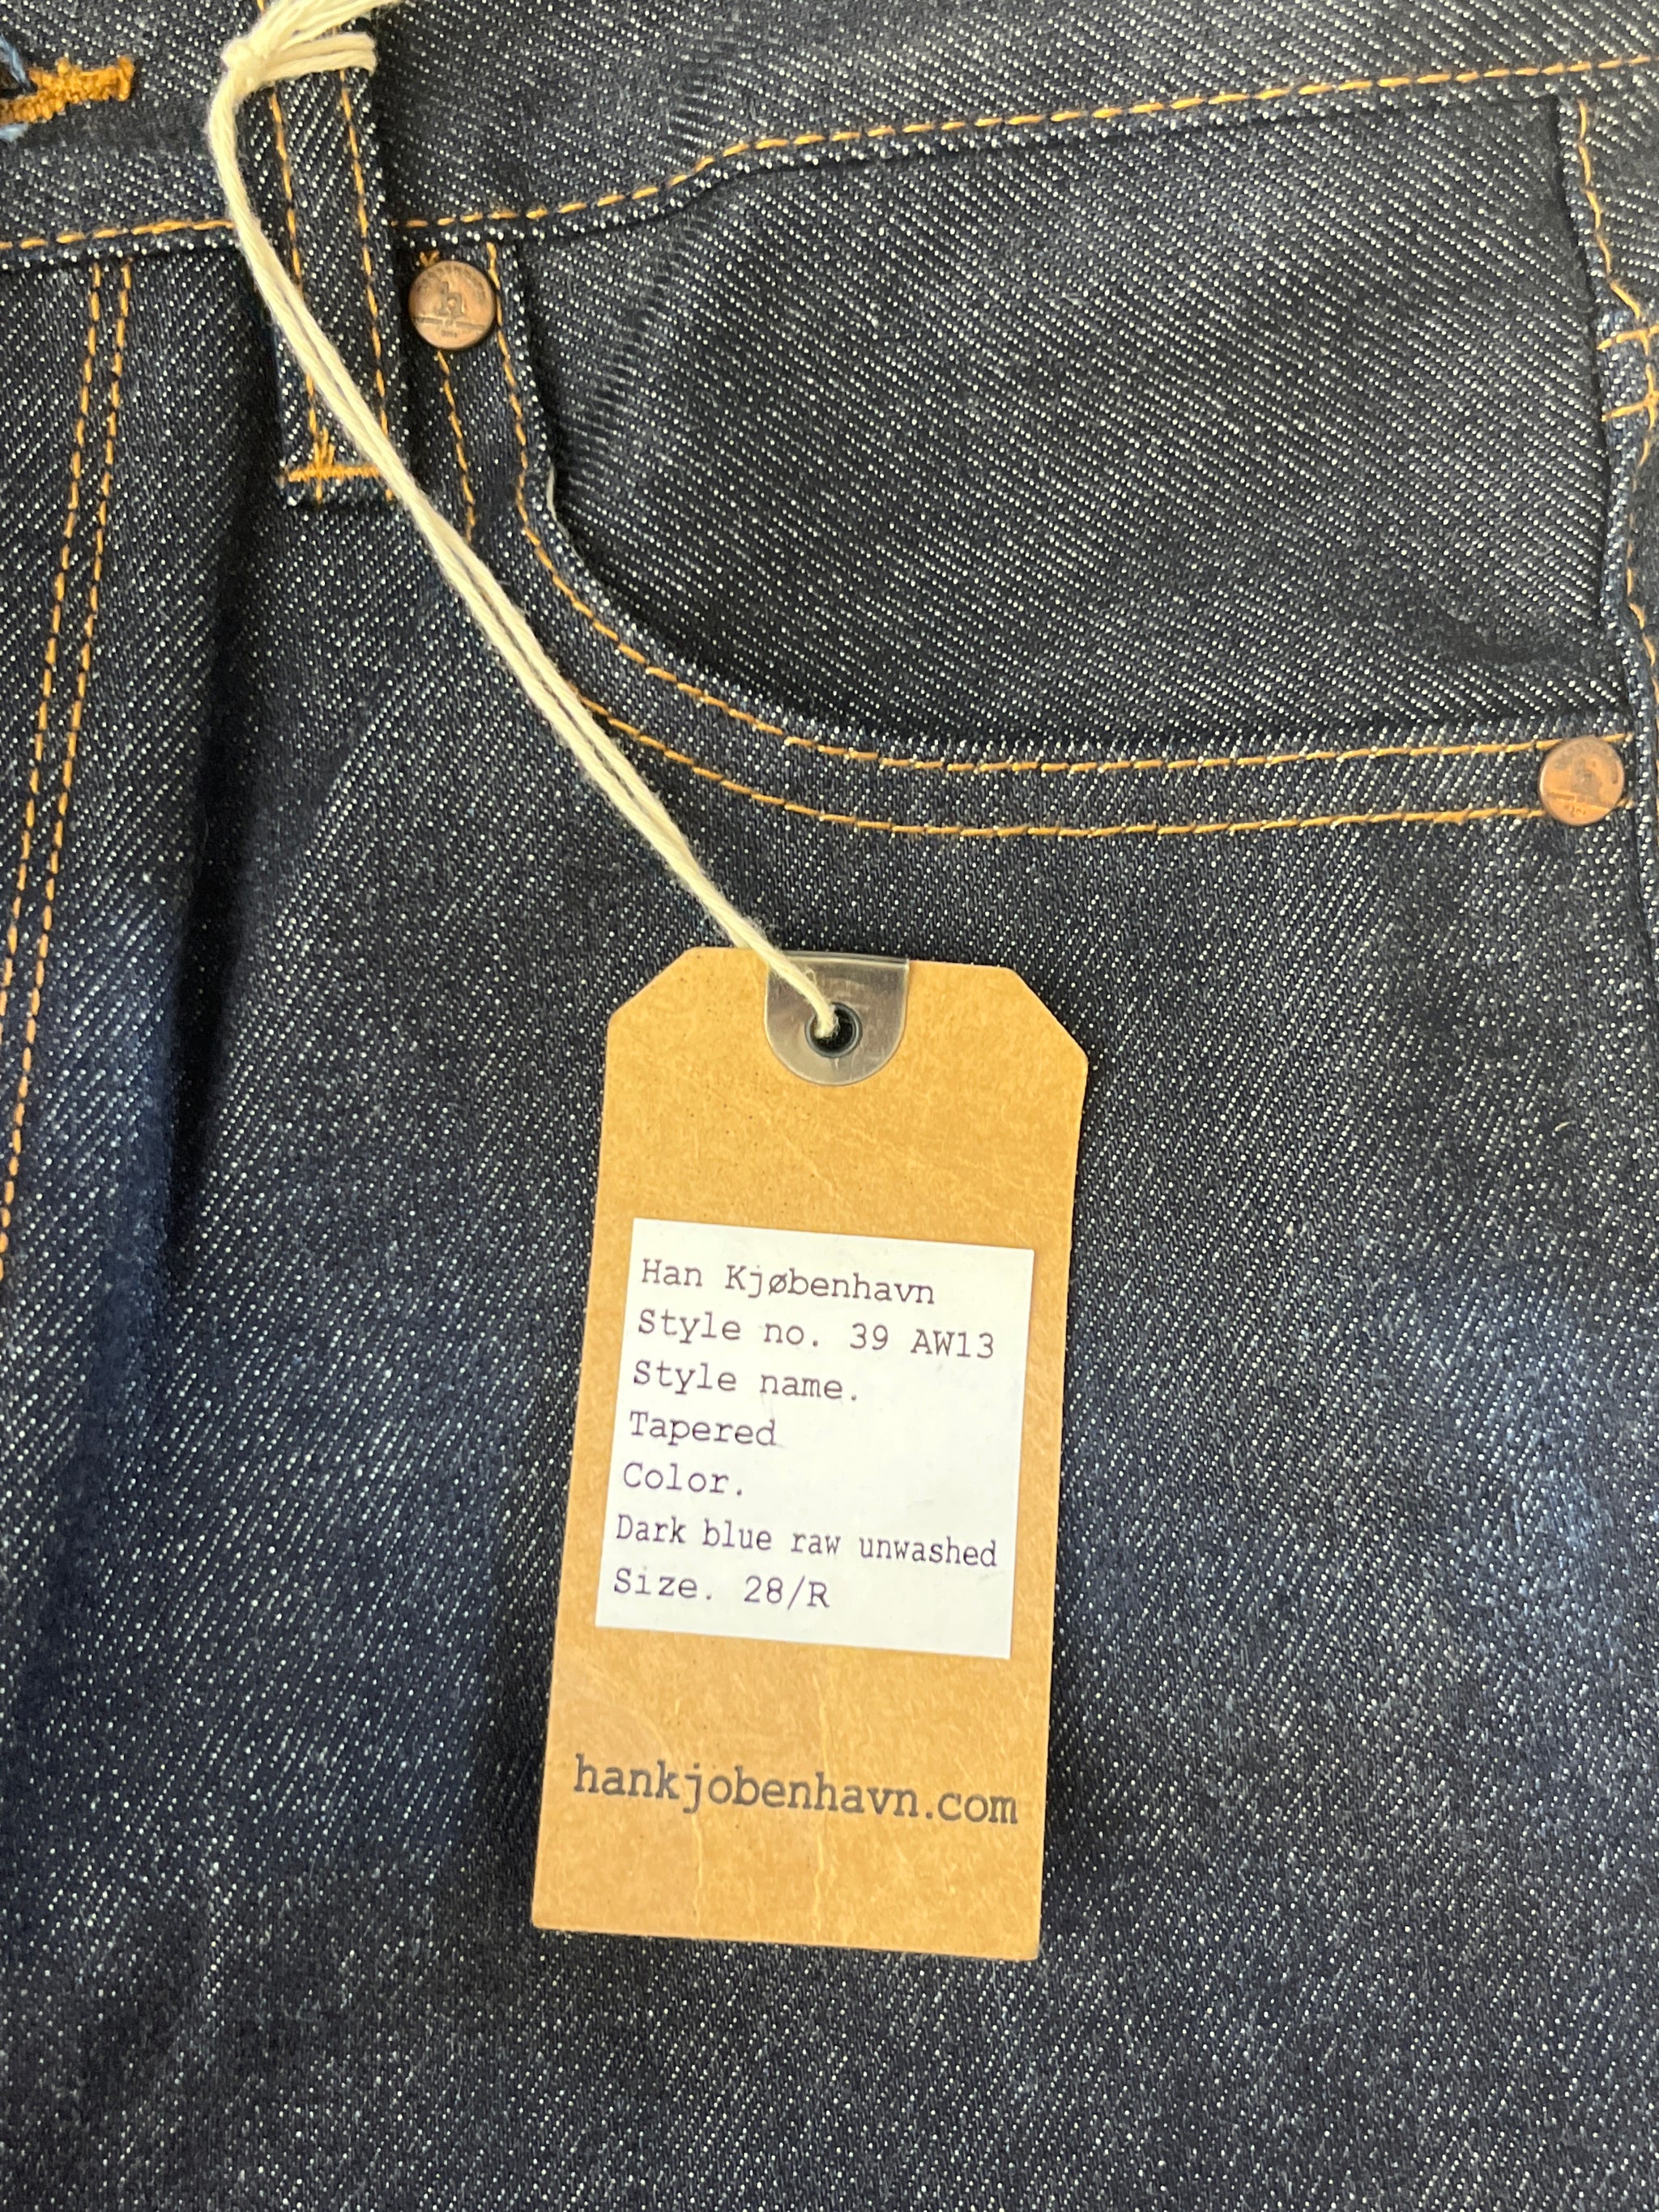 Han Kjøbenhavn
Style no. 39 AW13
Style name.
Tapered
Color.
Dark blue raw unwashed
Size. 28/R
hankjobenhavn.com